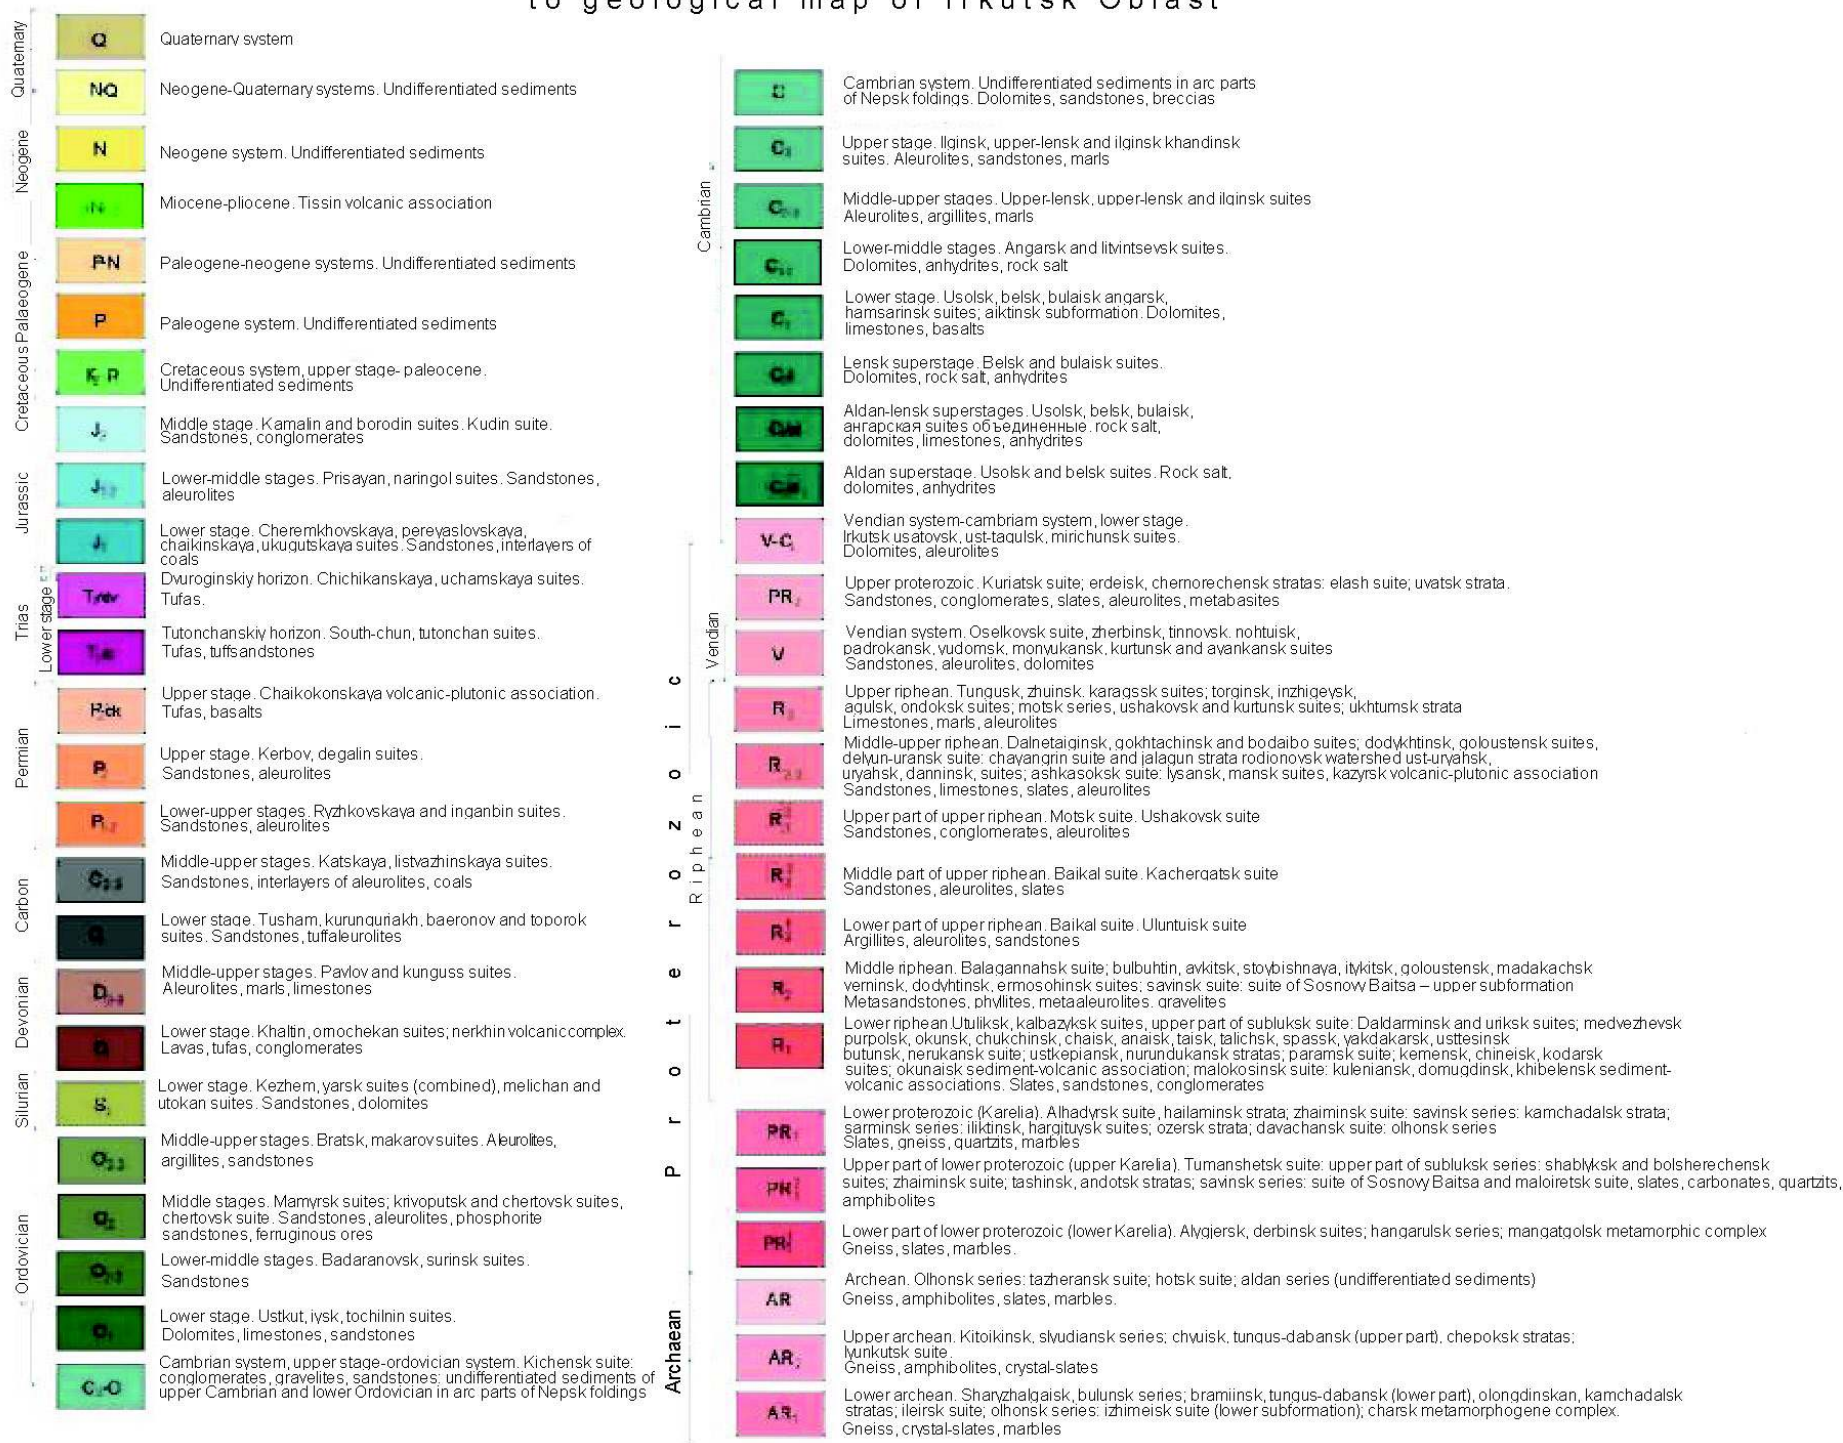 to geological map of Irkutsk Oblast
Quaternary
Q
Quaternary system
NQ
Neogene-Quaternary systems. Undifferentiated sediments
Neogene
N
Neogene system. Undifferentiated sediments
N
Miocene-pliocene. Tissin volcanic association
Palaeogene
PN
Paleogene-neogene systems. Undifferentiated sediments
P
Paleogene system. Undifferentiated sediments
Cretaceous
K₂ P
Cretaceous system, upper stage- paleocene.
Undifferentiated sediments
Jurassic
J₂
Middle stage. Kamalin and borodin suites. Kudin suite.
Sandstones, conglomerates
J₁₋₂
Lower-middle stages. Prisayan, naringol suites. Sandstones,
aleurolites
J₁
Lower stage. Cheremkhovskaya, pereyaslovskaya,
chaikinskaya, ukugutskaya suites. Sandstones, interlayers of
coals
Trias
Lower stage
Dvuroginskiy horizon. Chichikanskaya, uchamskaya suites.
Tufas.
Tutonchanskiy horizon. South-chun, tutonchan suites.
Tufas, tuffsandstones
Permian
P₂ck
Upper stage. Chaikokonskaya volcanic-plutonic association.
Tufas, basalts
P₂
Upper stage. Kerbov, degalin suites.
Sandstones, aleurolites
P₁₋₂
Lower-upper stages. Ryzhkovskaya and inganbin suites.
Sandstones, aleurolites
Carbon
C₂₋₃
Middle-upper stages. Katskaya, listvazhinskaya suites.
Sandstones, interlayers of aleurolites, coals
Lower stage. Tusham, kurunguriakh, baeronov and toporok
suites. Sandstones, tuffaleurolites
Devonian
D₂₋₃
Middle-upper stages. Pavlov and kunguss suites.
Aleurolites, marls, limestones
Lower stage. Khaltin, omochekan suites; nerkhin volcanic complex.
Lavas, tufas, conglomerates
Silurian
S₁
Lower stage. Kezhem, yarsk suites (combined), melichan and
utokan suites. Sandstones, dolomites
Ordovician
O₂₋₃
Middle-upper stages. Bratsk, makarov suites. Aleurolites,
argillites, sandstones
O₂
Middle stages. Mamyrsk suites; krivoputsk and chertovsk suites,
chertovsk suite. Sandstones, aleurolites, phosphorite
sandstones, ferruginous ores
Lower-middle stages. Badaranovsk, surinsk suites.
Sandstones
O₁
Lower stage. Ustkut, iysk, tochilnin suites.
Dolomites, limestones, sandstones
C₃-O
Cambrian system, upper stage-ordovician system. Kichensk suite:
conglomerates, gravelites, sandstones; undifferentiated sediments of
upper Cambrian and lower Ordovician in arc parts of Nepsk foldings
Cambrian
C
Cambrian system. Undifferentiated sediments in arc parts
of Nepsk foldings. Dolomites, sandstones, breccias
C₃
Upper stage. Ilginsk, upper-lensk and ilginsk khandinsk
suites. Aleurolites, sandstones, marls
C₂₋₃
Middle-upper stages. Upper-lensk, upper-lensk and ilginsk suites
Aleurolites, argillites, marls
C₁₋₂
Lower-middle stages. Angarsk and litvintsevsk suites.
Dolomites, anhydrites, rock salt
C₁
Lower stage. Usolsk, belsk, bulaisk angarsk,
hamsarinsk suites; aiktinsk subformation. Dolomites,
limestones, basalts
Lensk superstage. Belsk and bulaisk suites.
Dolomites, rock salt, anhydrites
Aldan-lensk superstages. Usolsk, belsk, bulaisk,
ангарская suites объединенные. rock salt,
dolomites, limestones, anhydrites
Aldan superstage. Usolsk and belsk suites. Rock salt,
dolomites, anhydrites
Proterozoic
Vendian
V-C₁
Vendian system-cambriam system, lower stage.
Irkutsk usatovsk, ust-tagulsk, mirichunsk suites.
Dolomites, aleurolites
PR₂
Upper proterozoic. Kuriatsk suite; erdeisk, chernorechensk stratas: elash suite; uvatsk strata.
Sandstones, conglomerates, slates, aleurolites, metabasites
V
Vendian system. Oselkovsk suite, zherbinsk, tinnovsk. nohtuisk,
padrokansk, yudomsk, monyukansk, kurtunsk and ayankansk suites
Sandstones, aleurolites, dolomites
Riphean
R₃
Upper riphean. Tungusk, zhuinsk. karagssk suites; torginsk, inzhigeysk,
agulsk, ondoksk suites; motsk series, ushakovsk and kurtunsk suites; ukhtumsk strata
Limestones, marls, aleurolites
R₂₋₃
Middle-upper riphean. Dalnetaiginsk, gokhtachinsk and bodaibo suites; dodykhtinsk, goloustensk suites,
delyun-uransk suite: chayangrin suite and jalagun strata rodionovsk watershed ust-uryahsk,
uryahsk, danninsk, suites; ashkasoksk suite: lysansk, mansk suites, kazyrsk volcanic-plutonic association
Sandstones, limestones, slates, aleurolites
Upper part of upper riphean. Motsk suite. Ushakovsk suite
Sandstones, conglomerates, aleurolites
Middle part of upper riphean. Baikal suite. Kachergatsk suite
Sandstones, aleurolites, slates
Lower part of upper riphean. Baikal suite. Uluntuisk suite
Argillites, aleurolites, sandstones
R₂
Middle riphean. Balagannahsk suite; bulbuhtin, avkitsk, stoybishnaya, itykitsk, goloustensk, madakachsk
verninsk, dodyhtinsk, ermosohinsk suites; savinsk suite: suite of Sosnovy Baitsa – upper subformation
Metasandstones, phyllites, metaaleurolites. gravelites
R₁
Lower riphean.Utuliksk, kalbazyksk suites, upper part of subluksk suite: Daldarminsk and uriksk suites; medvezhevsk
purpolsk, okunsk, chukchinsk, chaisk, anaisk, taisk, talichsk, spassk, yakdakarsk, usttesinsk
butunsk, nerukansk suite; ustkepiansk, nurundukansk stratas; paramsk suite; kemensk, chineisk, kodarsk
suites; okunaisk sediment-volcanic association; malokosinsk suite: kuleniansk, domugdinsk, khibelensk sediment-
volcanic associations. Slates, sandstones, conglomerates
PR₁
Lower proterozoic (Karelia). Alhadyrsk suite, hailaminsk strata; zhaiminsk suite: savinsk series: kamchadalsk strata;
sarminsk series: iliktinsk, hargituysk suites; ozersk strata; davachansk suite: olhonsk series
Slates, gneiss, quartzits, marbles
Upper part of lower proterozoic (upper Karelia). Tumanshetsk suite: upper part of subluksk series: shablyksk and bolsherechensk
suites; zhaiminsk suite; tashinsk, andotsk stratas; savinsk series: suite of Sosnovy Baitsa and maloiretsk suite, slates, carbonates, quartzits,
amphibolites
Lower part of lower proterozoic (lower Karelia). Alygjersk, derbinsk suites; hangarulsk series; mangatgolsk metamorphic complex
Gneiss, slates, marbles.
Archaean
AR
Archean. Olhonsk series: tazheransk suite; hotsk suite; aldan series (undifferentiated sediments)
Gneiss, amphibolites, slates, marbles.
AR₂
Upper archean. Kitoikinsk, slyudiansk series; chyuisk, tungus-dabansk (upper part), chepoksk stratas;
lyunkutsk suite.
Gneiss, amphibolites, crystal-slates
AR₁
Lower archean. Sharyzhalgaisk, bulunsk series; bramiinsk, tungus-dabansk (lower part), olongdinskan, kamchadalsk
stratas; ileirsk suite; olhonsk series: izhimeisk suite (lower subformation); charsk metamorphogene complex.
Gneiss, crystal-slates, marbles